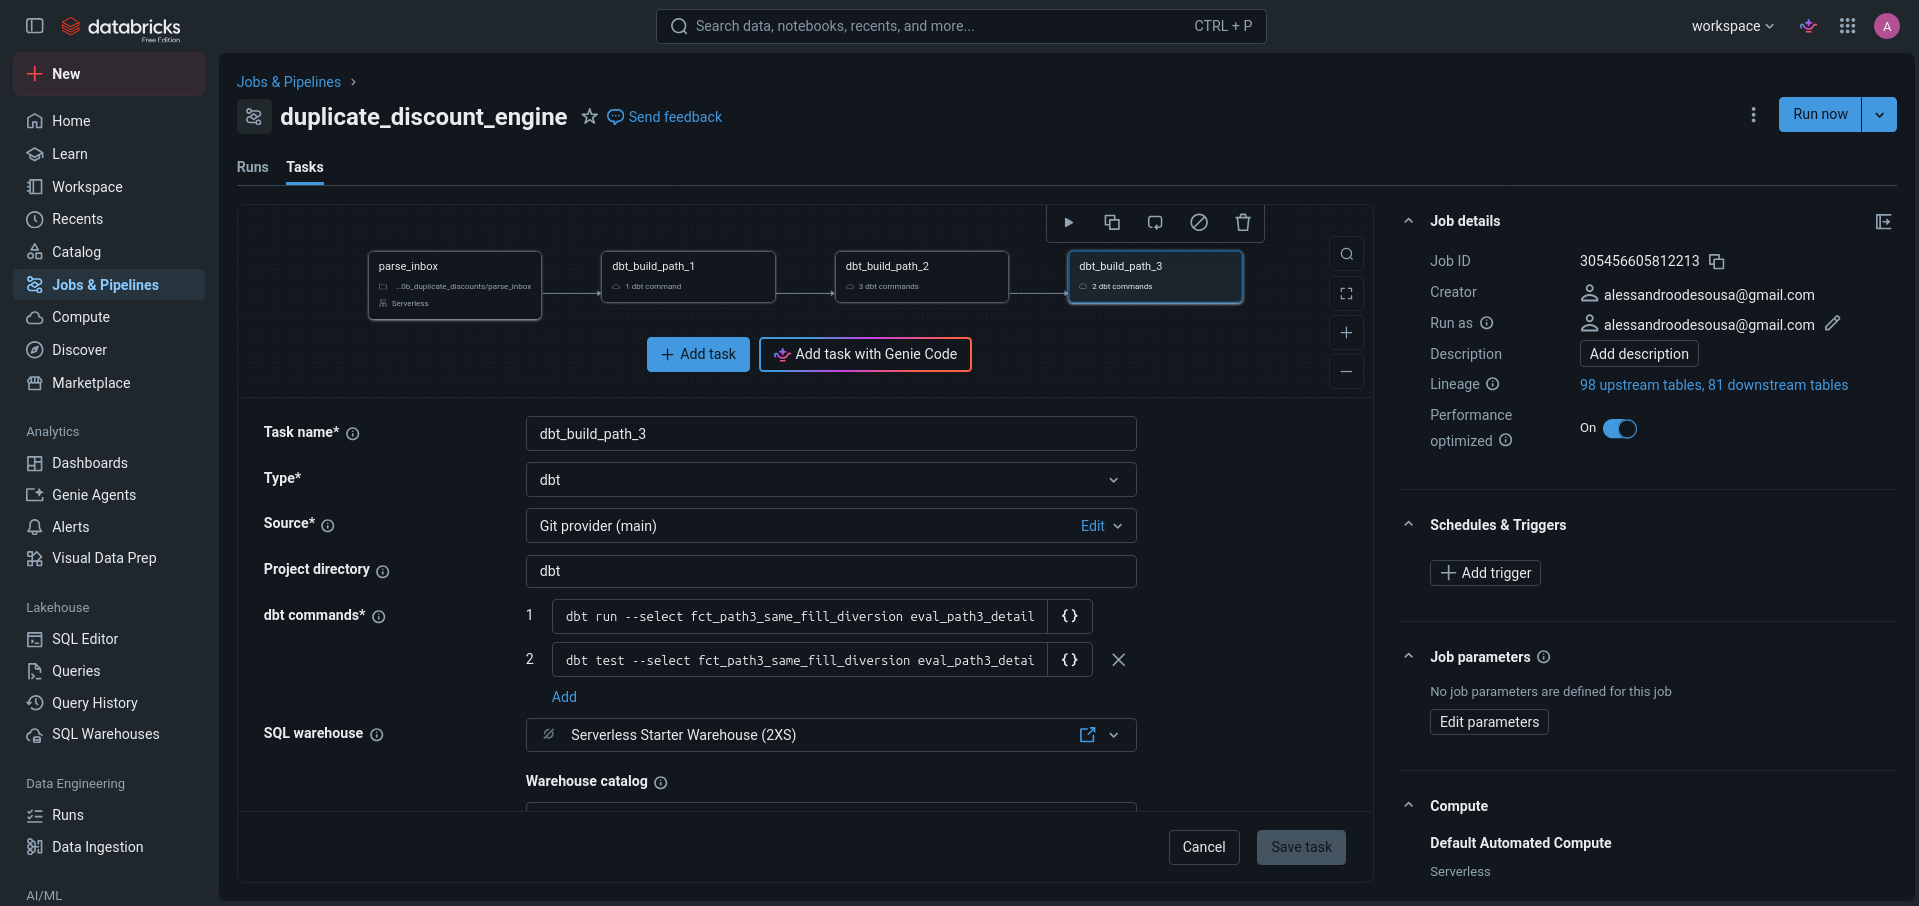 databricks
Free Edition
Search data, notebooks, recents, and more...
CTRL + P
workspace
A
New
Home
Learn
Workspace
Recents
Catalog
Jobs & Pipelines
Compute
Discover
Marketplace
Analytics
Dashboards
Genie Agents
Alerts
Visual Data Prep
Lakehouse
SQL Editor
Queries
Query History
SQL Warehouses
Data Engineering
Runs
Data Ingestion
AI/ML
Jobs & Pipelines
duplicate_discount_engine
Send feedback
Run now
Runs
Tasks
parse_inbox
...0b_duplicate_discounts/parse_inbox
Serverless
dbt_build_path_1
1 dbt command
dbt_build_path_2
3 dbt commands
dbt_build_path_3
2 dbt commands
Add task
Add task with Genie Code
Task name*
dbt_build_path_3
Type*
dbt
Source*
Git provider (main)
Edit
Project directory
dbt
dbt commands*
1
dbt run --select fct_path3_same_fill_diversion eval_path3_detail
{}
2
dbt test --select fct_path3_same_fill_diversion eval_path3_detai
{}
Add
SQL warehouse
Serverless Starter Warehouse (2XS)
Warehouse catalog
Cancel
Save task
Job details
Job ID
305456605812213
Creator
alessandroodesousa@gmail.com
Run as
alessandroodesousa@gmail.com
Description
Add description
Lineage
98 upstream tables, 81 downstream tables
Performance
optimized
On
Schedules & Triggers
Add trigger
Job parameters
No job parameters are defined for this job
Edit parameters
Compute
Default Automated Compute
Serverless